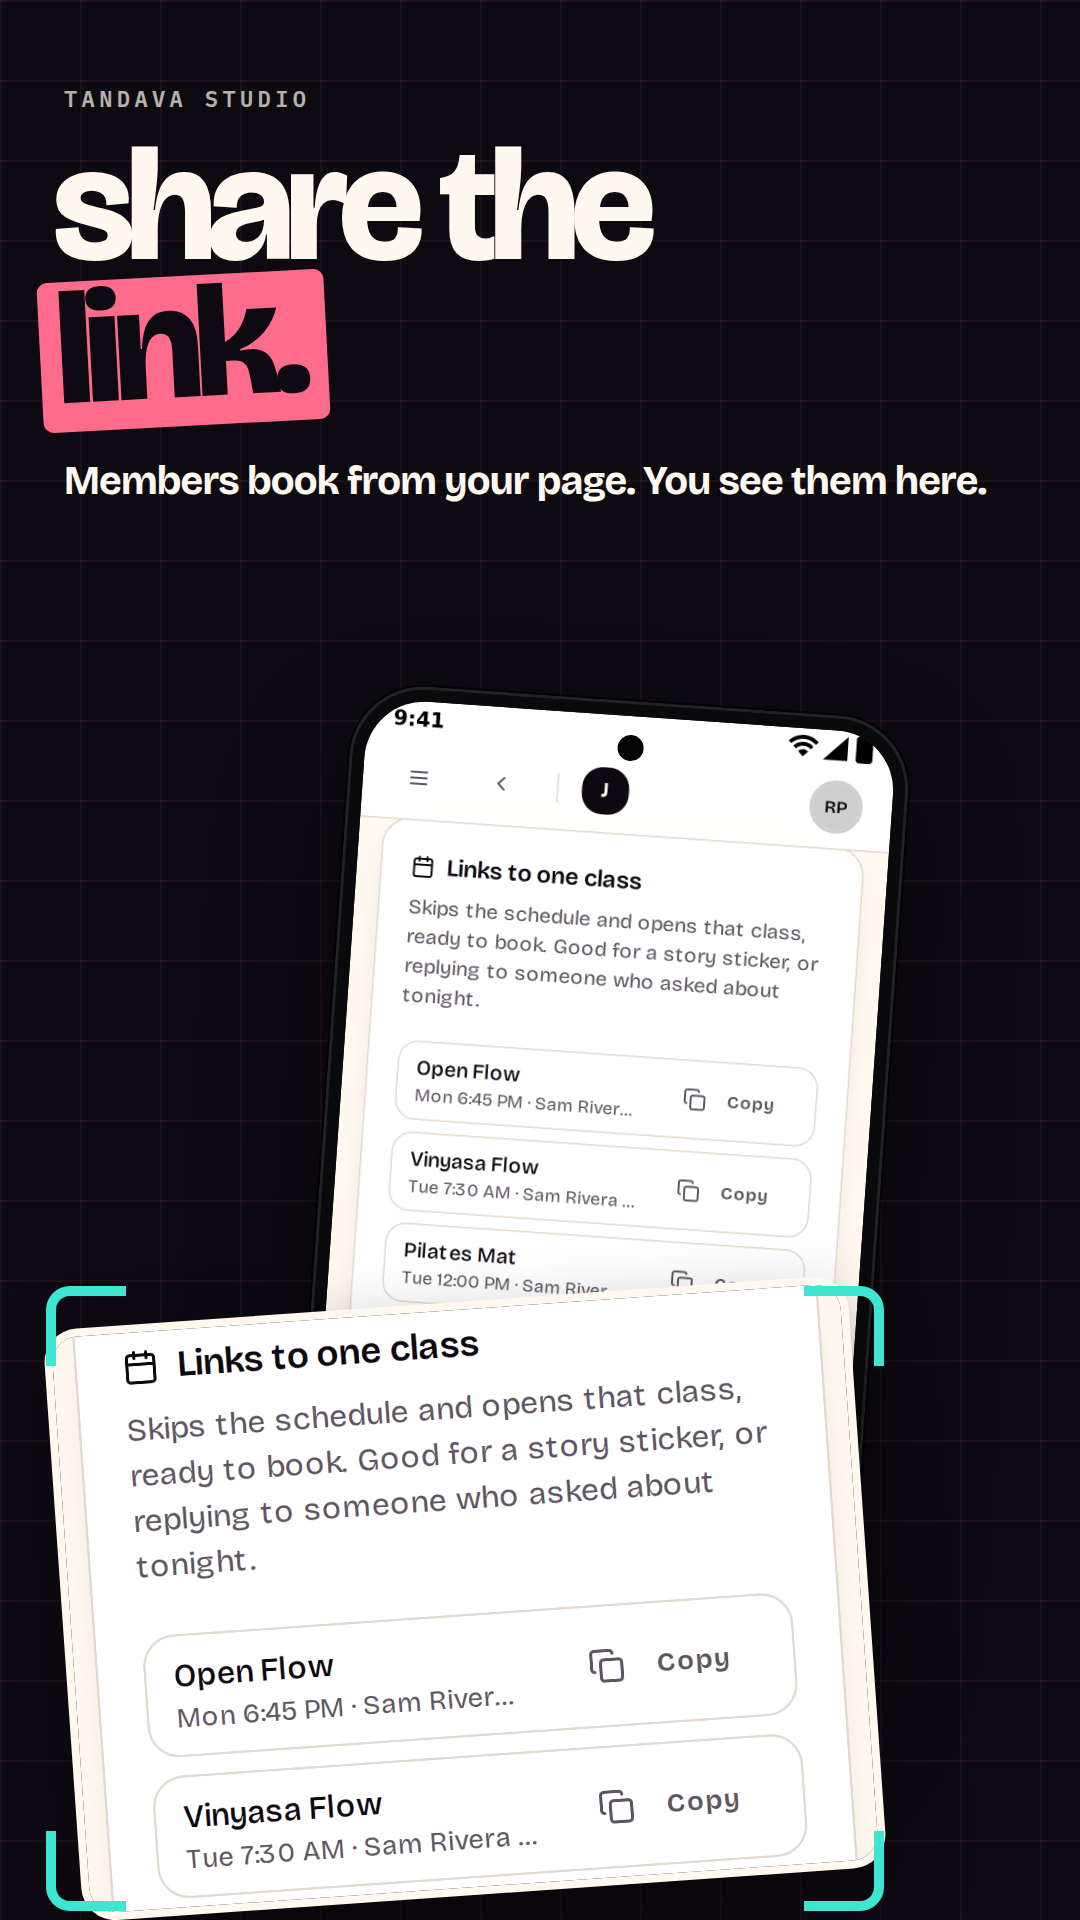 TANDAVA STUDIO
share the
link.
Members book from your page. You see them here.
9:41
J
RP
Links to one class
Skips the schedule and opens that class,
ready to book. Good for a story sticker, or
replying to someone who asked about
tonight.
Open Flow
Mon 6:45 PM · Sam River...
Copy
Vinyasa Flow
Tue 7:30 AM · Sam Rivera ...
Copy
Pilates Mat
Tue 12:00 PM · Sam River
Links to one class
Skips the schedule and opens that class,
ready to book. Good for a story sticker, or
replying to someone who asked about
tonight.
Open Flow
Mon 6:45 PM · Sam River...
Copy
Vinyasa Flow
Tue 7:30 AM · Sam Rivera ...
Copy